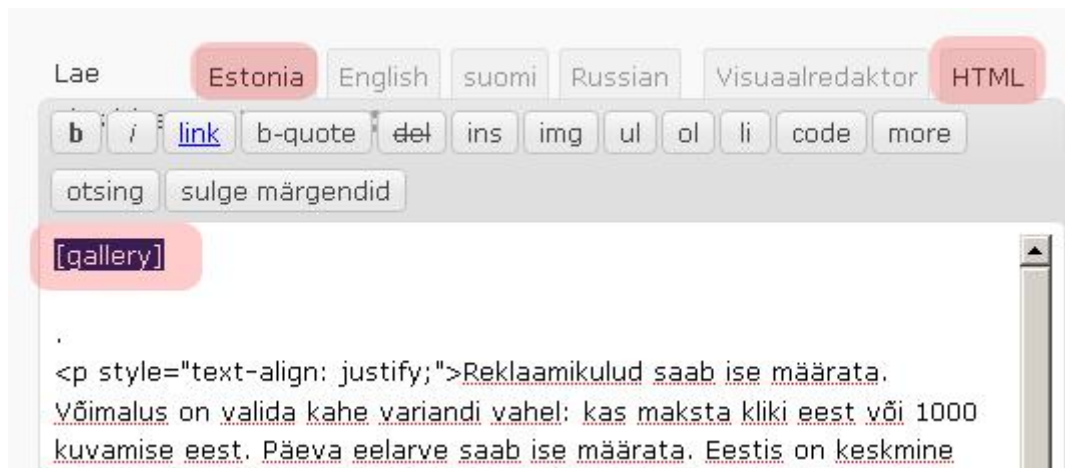 Lae Estonia English suomi Russian Visuaalredaktor HTML
b i link b-quote del ins img ul ol li code more
otsing sulge märgendid
[gallery]
.
<p style="text-align: justify;">Reklaamikulud saab ise määrata.
Võimalus on valida kahe variandi vahel: kas maksta kliki eest või 1000
kuvamise eest. Päeva eelarve saab ise määrata. Eestis on keskmine